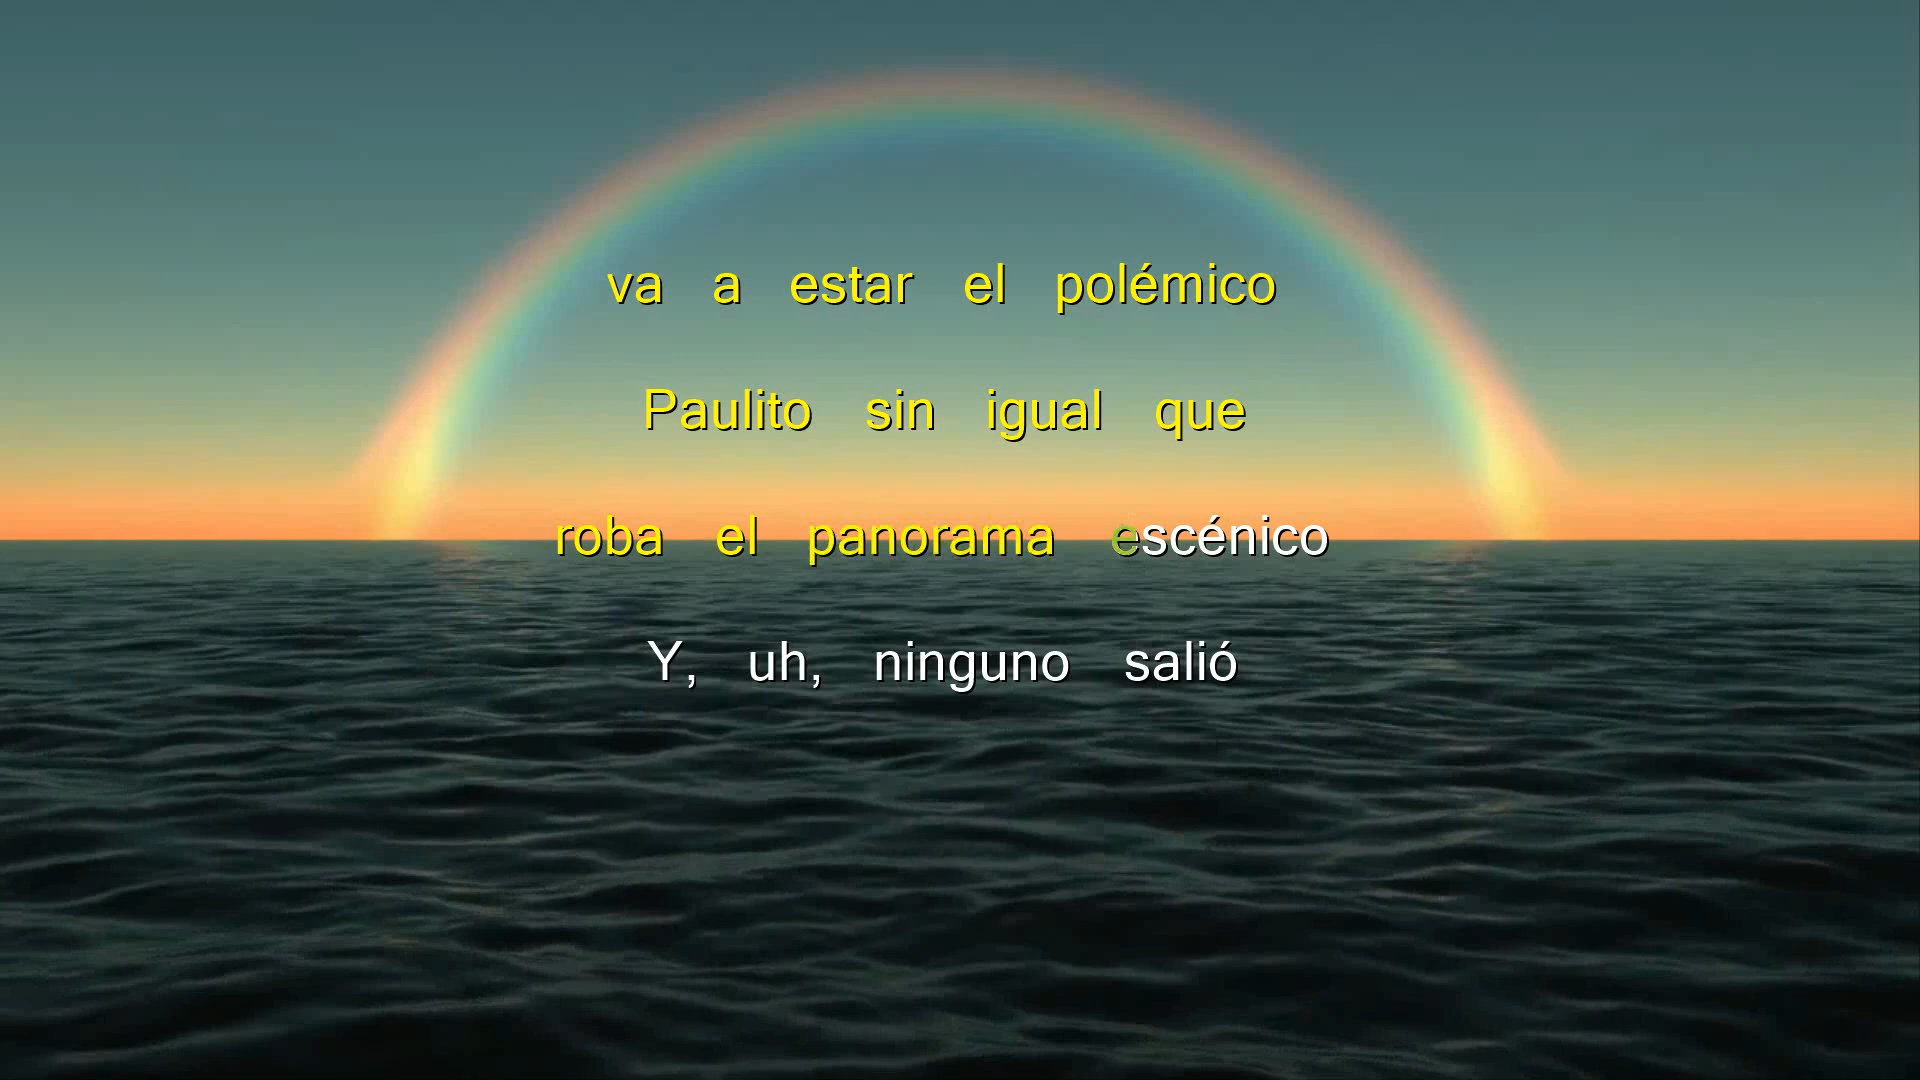 va a estar el polémico
Paulito sin igual que
roba el panorama escénico
Y, uh, ninguno salió